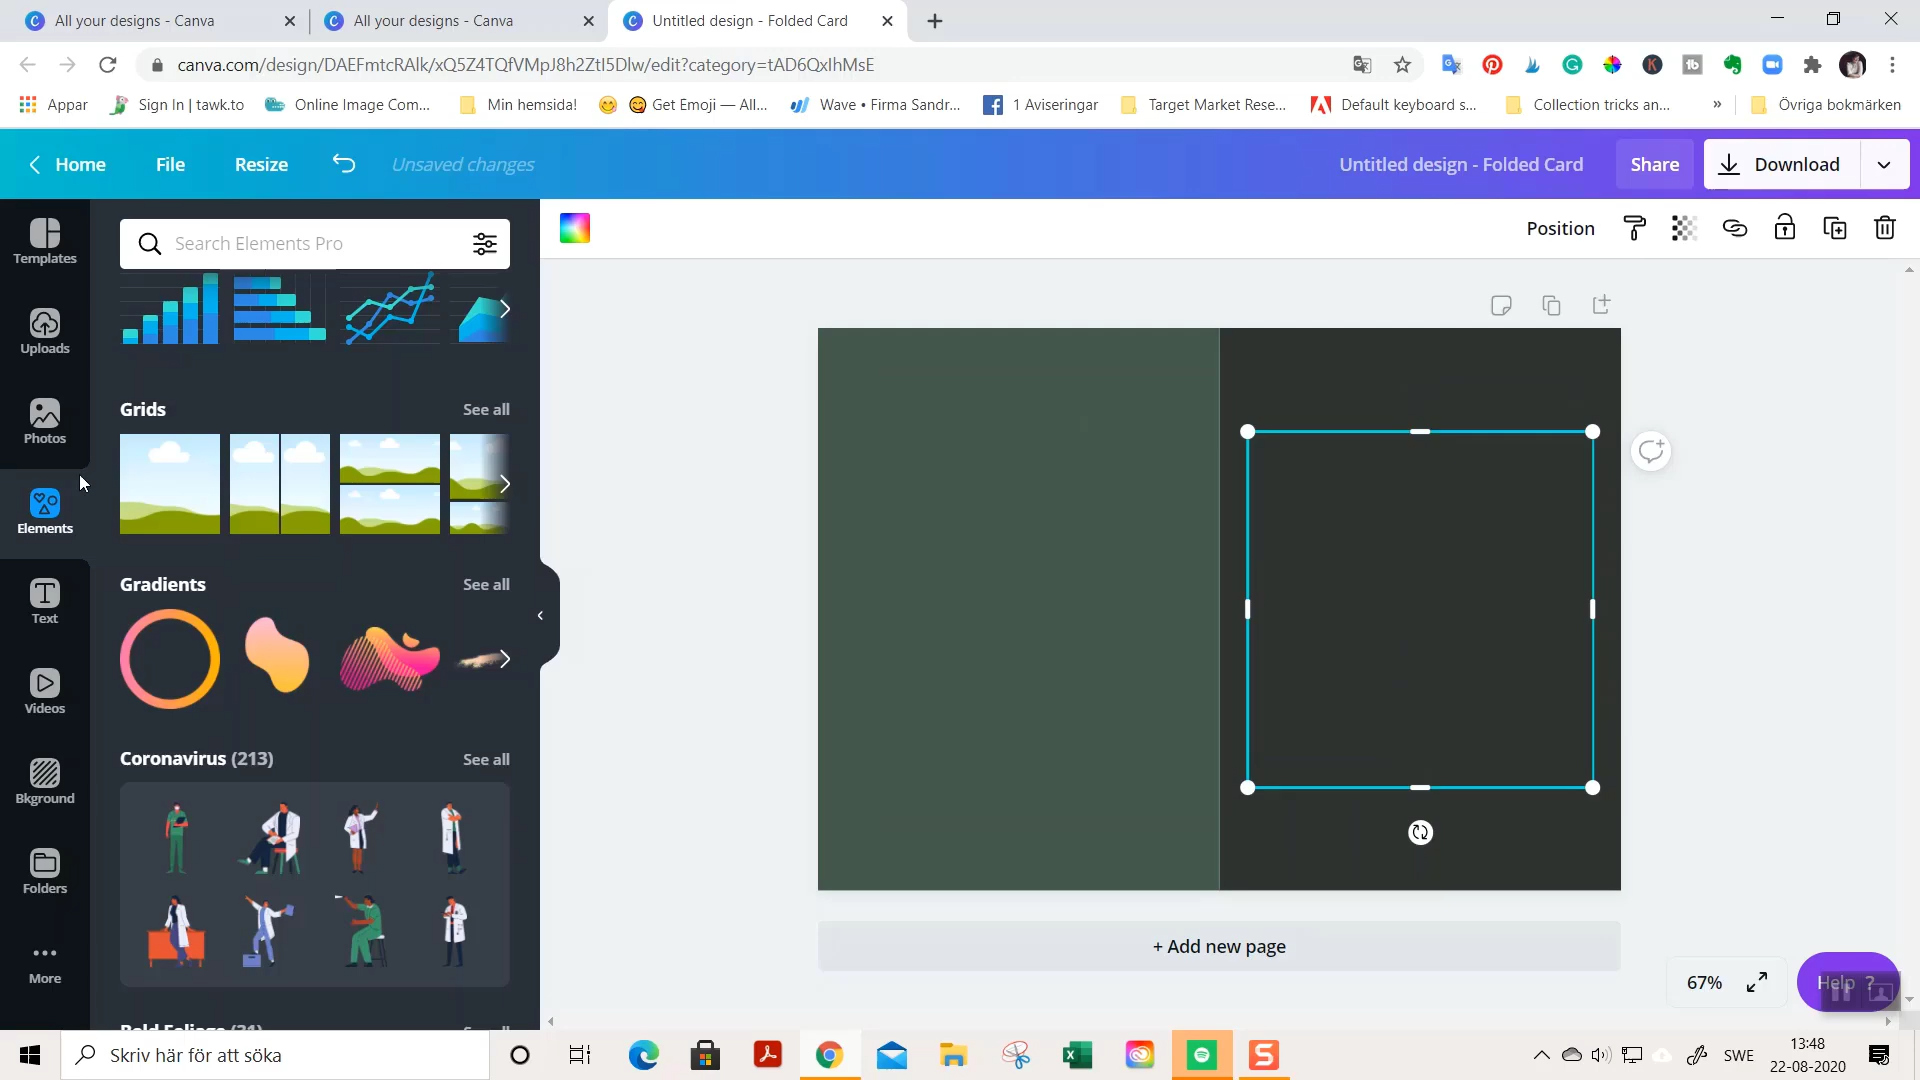 All your designs - Canva
All your designs - Canva
Untitled design - Folded Card
canva.com/design/DAEFmtcRAlk/xQ5Z4TQfVMpJ8h2Ztl5Dlw/edit?category=tAD6QxlhMsE
Appar
Sign In | tawk.to
Online Image Com...
Min hemsida!
Get Emoji — All...
Wave • Firma Sandr...
1 Aviseringar
Target Market Rese...
Default keyboard s...
Collection tricks an...
»
Övriga bokmärken
Home
File
Resize
Unsaved changes
Untitled design - Folded Card
Share
Download
Templates
Uploads
Photos
Elements
Text
Videos
Bkground
Folders
More
Search Elements Pro
Position
Grids
See all
Gradients
See all
Coronavirus (213)
See all
+ Add new page
67%
Help ?
Skriv här för att söka
SWE
13:48
22-08-2020